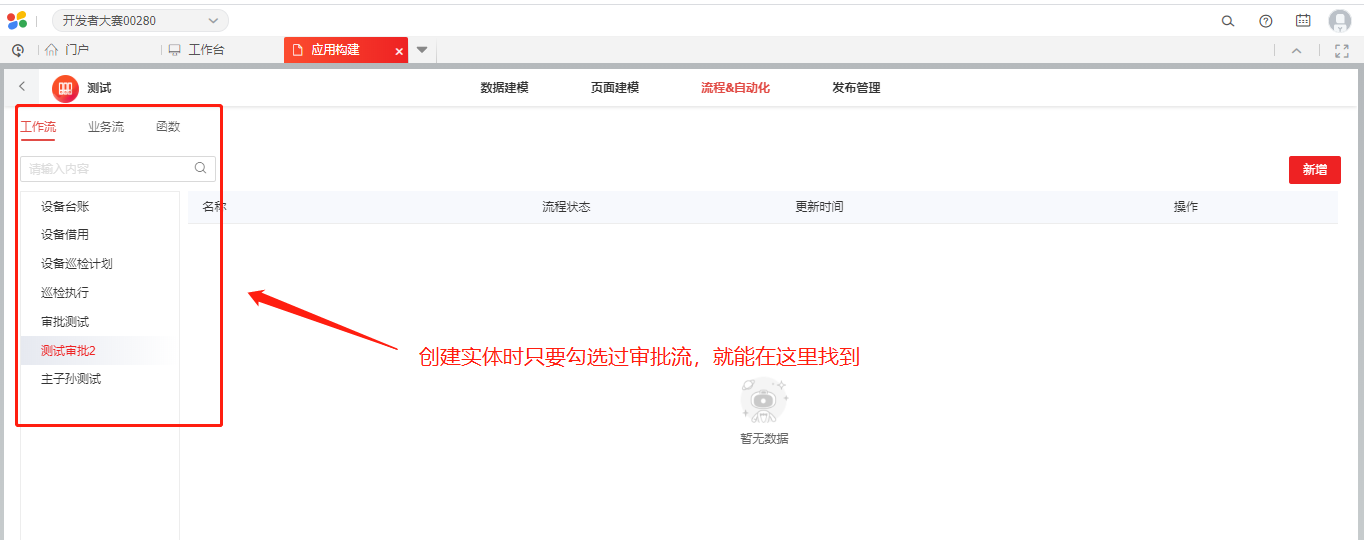 开发者大赛00280
门户
工作台
应用构建
测试
数据建模
页面建模
流程&自动化
发布管理
工作流
业务流
函数
请输入内容
新增
设备台账
设备借用
设备巡检计划
巡检执行
审批测试
测试审批2
主子孙测试
名称
流程状态
更新时间
操作
创建实体时只要勾选过审批流，就能在这里找到
暂无数据